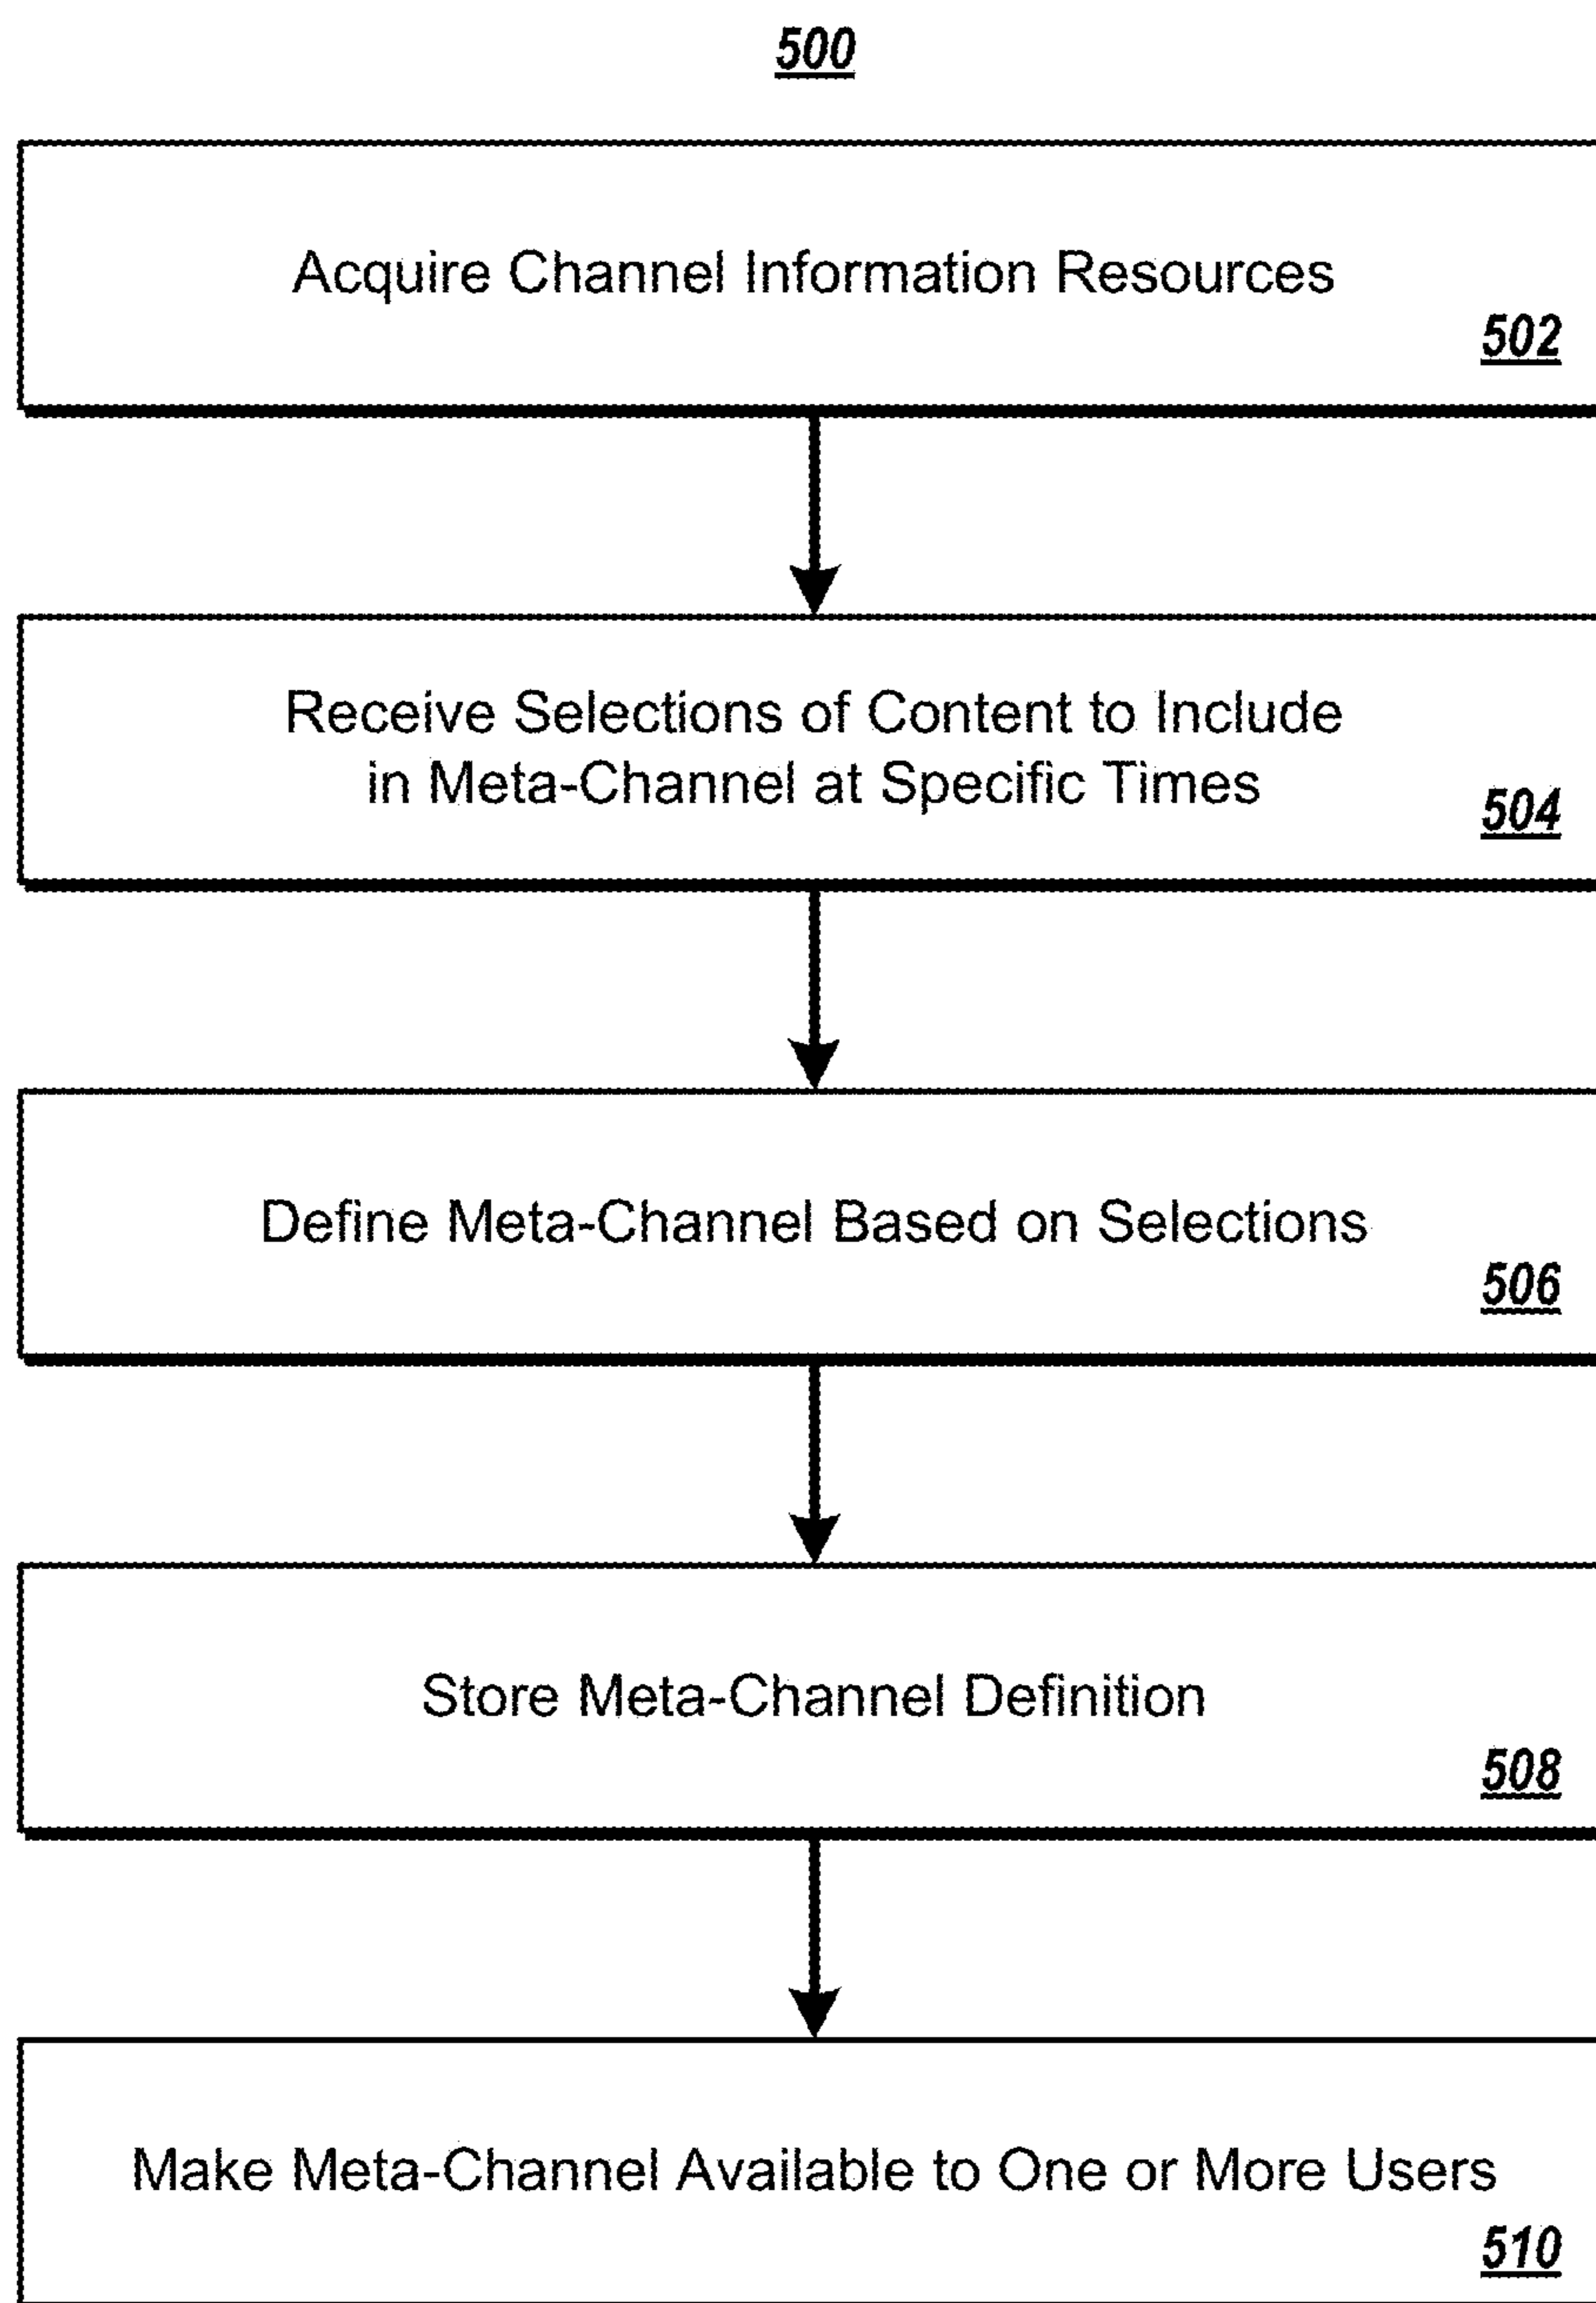 500
Acquire Channel Information Resources
502
Receive Selections of Content to Include
in Meta-Channel at Specific Times
504
Define Meta-Channel Based on Selections
506
Store Meta-Channel Definition
508
Make Meta-Channel Available to One or More Users
510